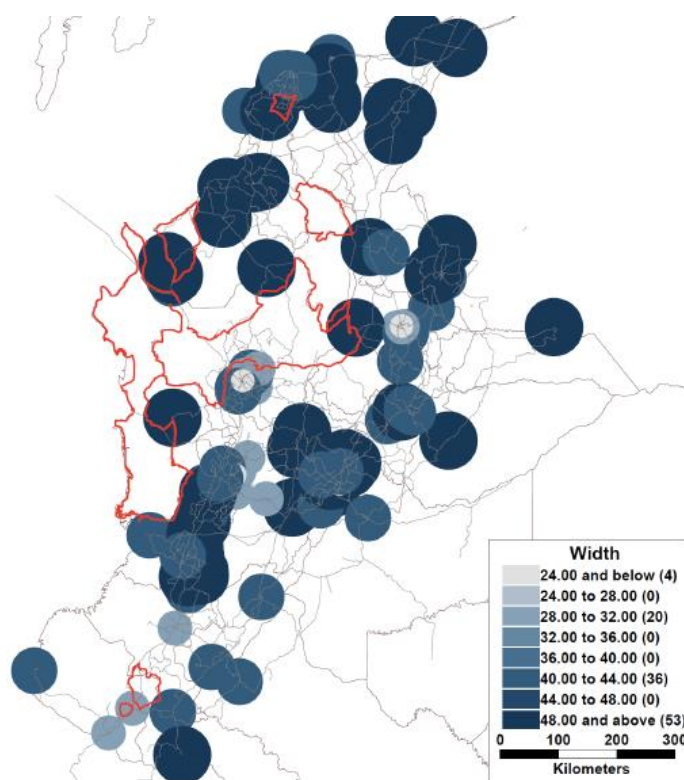 Width
24.00 and below (4)
24.00 to 28.00 (0)
28.00 to 32.00 (20)
32.00 to 36.00 (0)
36.00 to 40.00 (0)
40.00 to 44.00 (36)
44.00 to 48.00 (0)
48.00 and above (53)
0 100 200 300
Kilometers